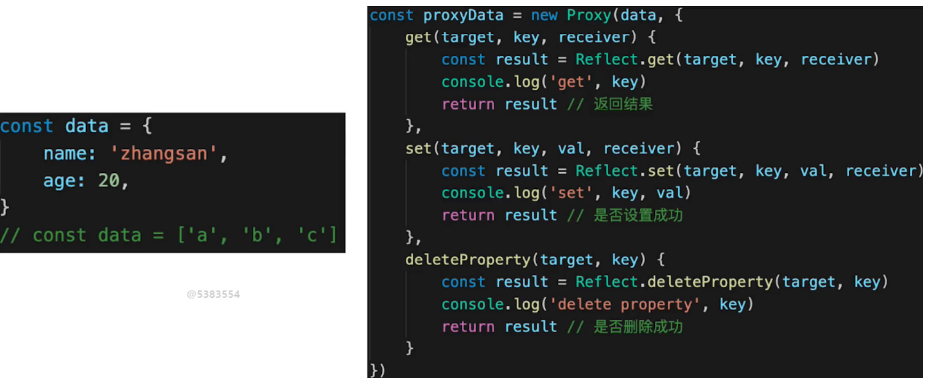 const data = {
    name: 'zhangsan',
    age: 20,
}
// const data = ['a', 'b', 'c']
@5383554
const proxyData = new Proxy(data, {
    get(target, key, receiver) {
        const result = Reflect.get(target, key, receiver)
        console.log('get', key)
        return result // 返回结果
    },
    set(target, key, val, receiver) {
        const result = Reflect.set(target, key, val, receiver)
        console.log('set', key, val)
        return result // 是否设置成功
    },
    deleteProperty(target, key) {
        const result = Reflect.deleteProperty(target, key)
        console.log('delete property', key)
        return result // 是否删除成功
    }
})